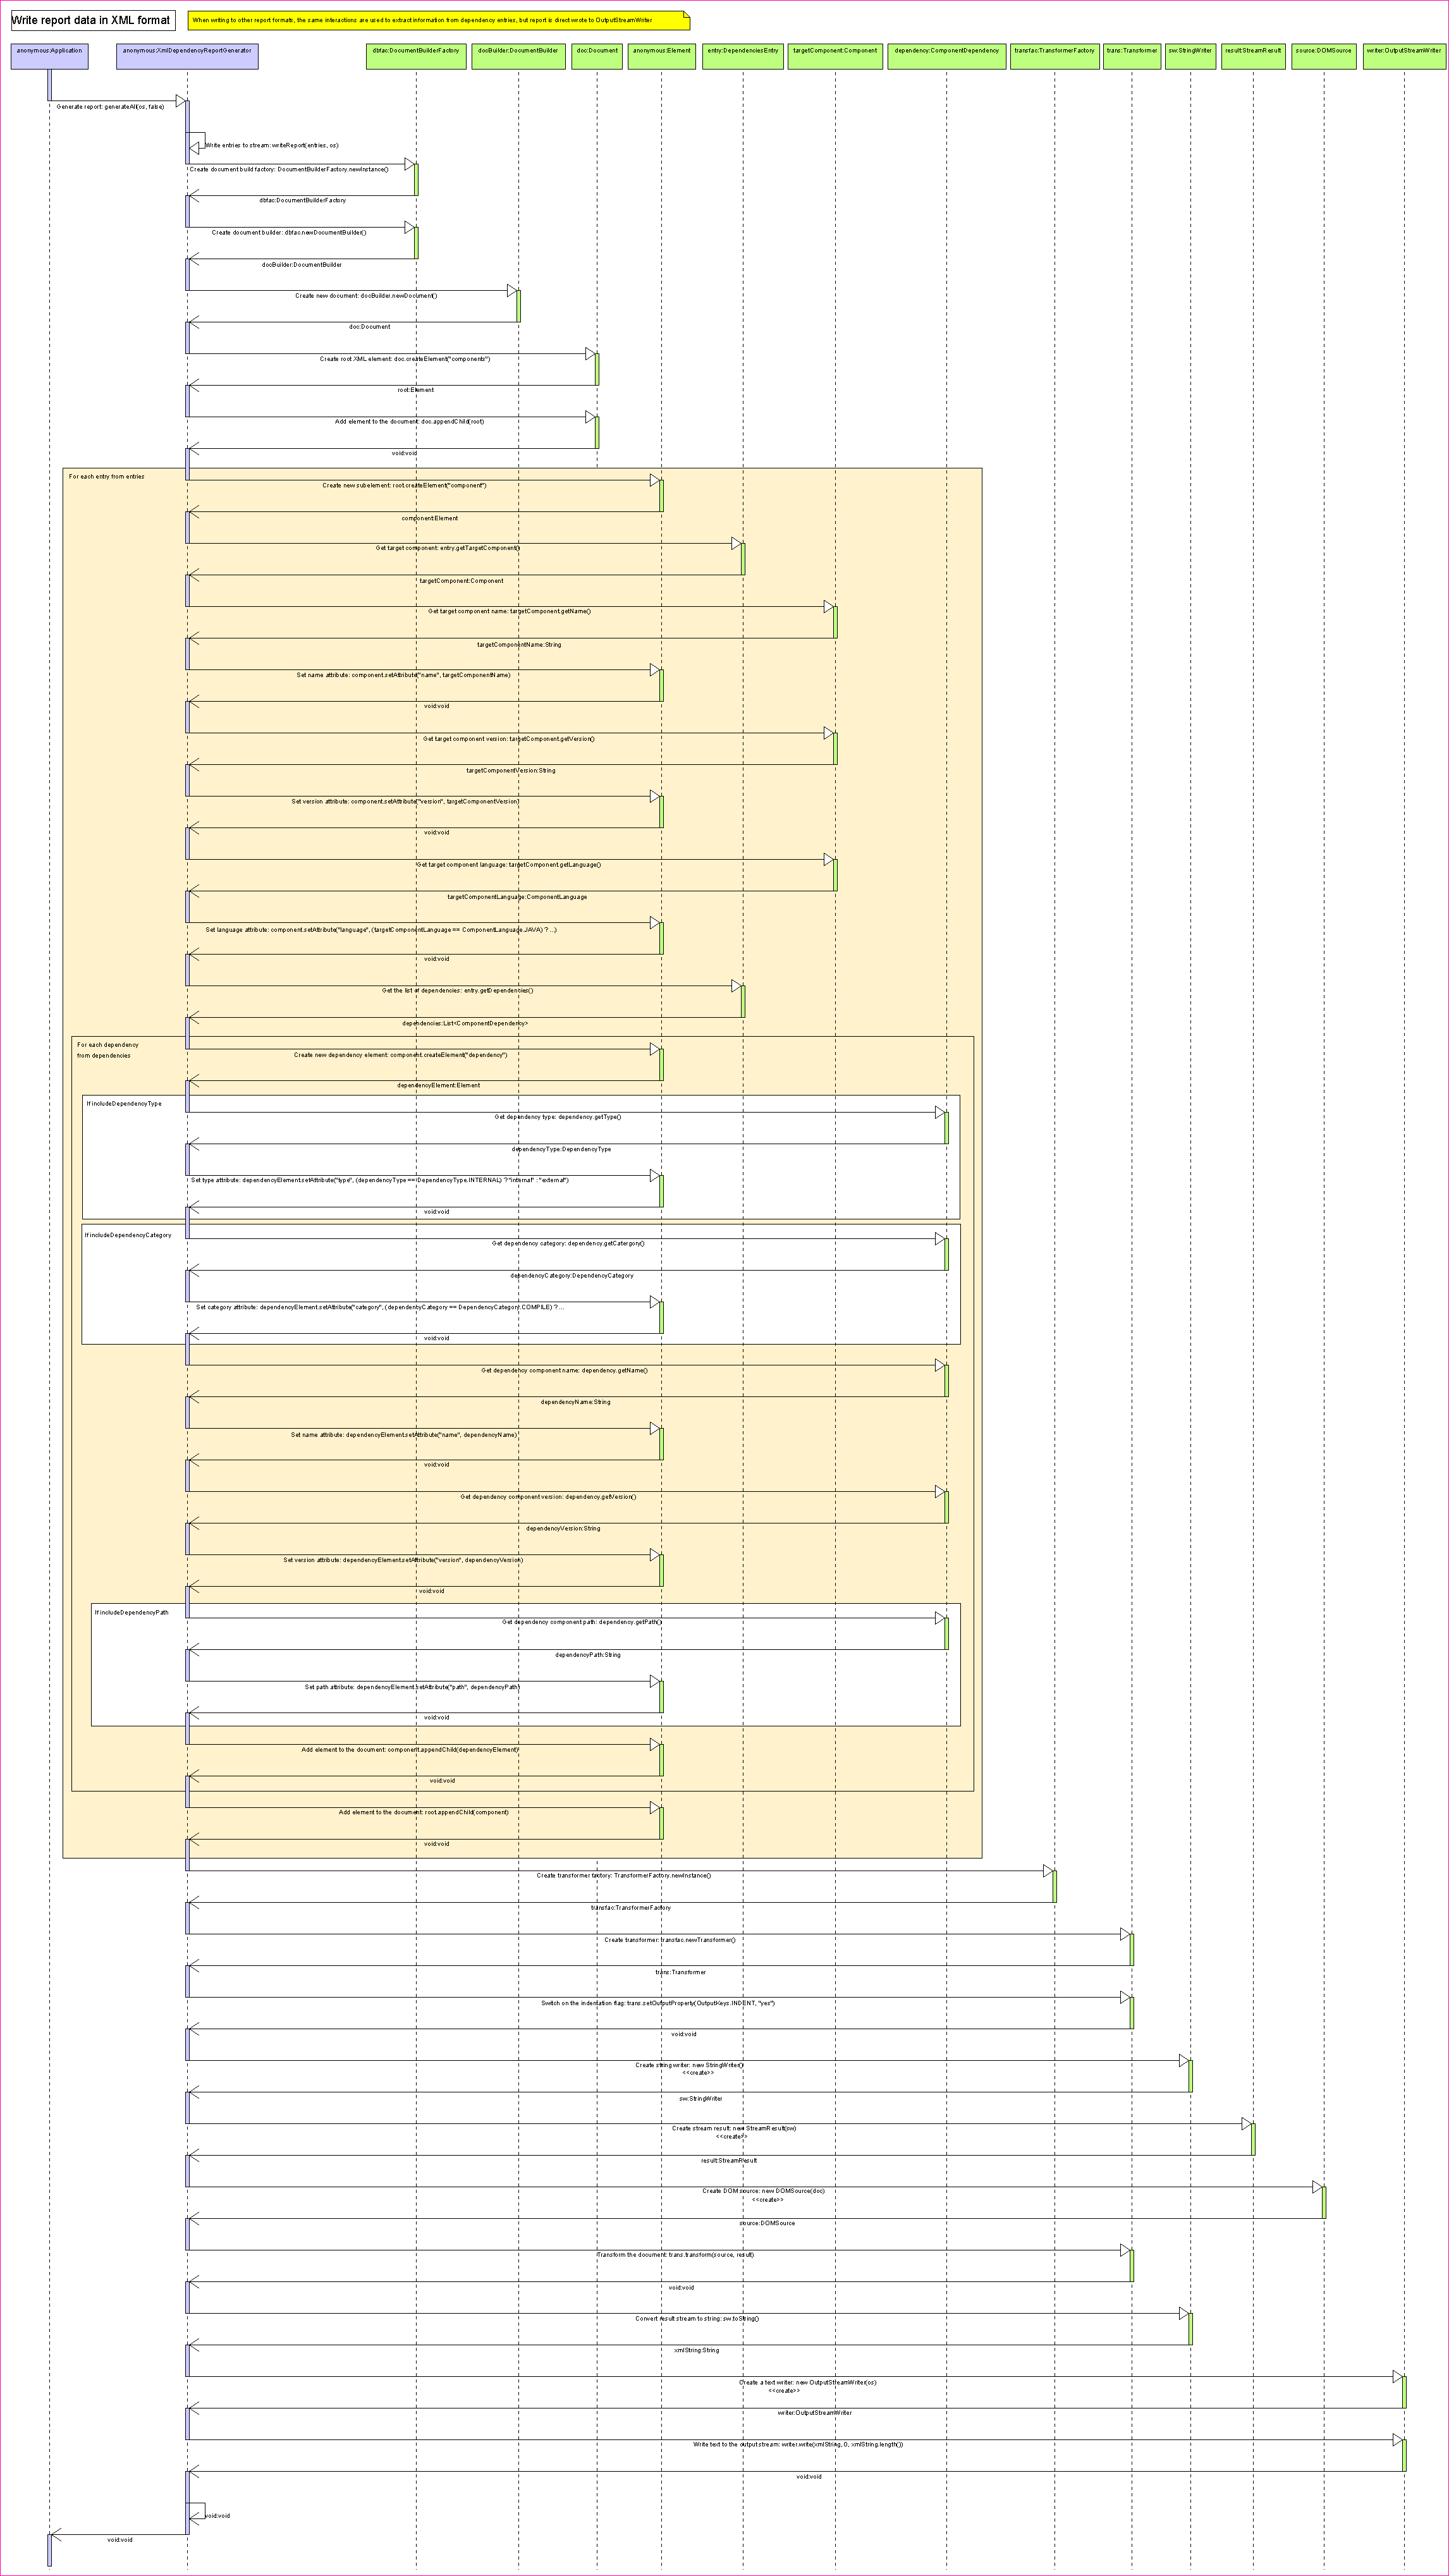 Write report data in XML format
When writing to other report formats, the same interactions are used to extract information from dependency entries, but report is direct wrote to OutputStreamWriter
anonymous:Application
anonymous:XmlDependencyReportGenerator
dbfac:DocumentBuilderFactory
docBuilder:DocumentBuilder
doc:Document
anonymous:Element
entry:DependenciesEntry
targetComponent:Component
dependency:ComponentDependency
transfac:TransformerFactory
trans:Transformer
sw:StringWriter
result:StreamResult
source:DOMSource
writer:OutputStreamWriter
Generate report: generateAll(os, false)
Write entries to stream: writeReport(entries, os)
Create document build factory: DocumentBuilderFactory.newInstance()
dbfac:DocumentBuilderFactory
Create document builder: dbfac.newDocumentBuilder()
docBuilder:DocumentBuilder
Create new document: docBuilder.newDocument()
doc:Document
Create root XML element: doc.createElement("components")
root:Element
Add element to the document: doc.appendChild(root)
void:void
For each entry from entries
Create new subelement: root.createElement("component")
component:Element
Get target component: entry.getTargetComponent()
targetComponent:Component
Get target component name: targetComponent.getName()
targetComponentName:String
Set name attribute: component.setAttribute("name", targetComponentName)
void:void
Get target component version: targetComponent.getVersion()
targetComponentVersion:String
Set version attribute: component.setAttribute("version", targetComponentVersion)
void:void
Get target component language: targetComponent.getLanguage()
targetComponentLanguage:ComponentLanguage
Set language attribute: component.setAttribute("language", (targetComponentLanguage == ComponentLanguage.JAVA) ? ...)
void:void
Get the list of dependencies: entry.getDependencies()
dependencies:List<ComponentDependency>
For each dependency
from dependencies
Create new dependency element: component.createElement("dependency")
dependencyElement:Element
If includeDependencyType
Get dependency type: dependency.getType()
dependencyType:DependencyType
Set type attribute: dependencyElement.setAttribute("type", (dependencyType == DependencyType.INTERNAL) ? "internal" : "external")
void:void
If includeDependencyCategory
Get dependency category: dependency.getCatergory()
dependencyCategory:DependencyCategory
Set category attribute: dependencyElement.setAttribute("category", (dependencyCategory == DependencyCategory.COMPILE) ? ...
void:void
Get dependency component name: dependency.getName()
dependencyName:String
Set name attribute: dependencyElement.setAttribute("name", dependencyName)
void:void
Get dependency component version: dependency.getVersion()
dependencyVersion:String
Set version attribute: dependencyElement.setAttribute("version", dependencyVersion)
void:void
If includeDependencyPath
Get dependency component path: dependency.getPath()
dependencyPath:String
Set path attribute: dependencyElement.setAttribute("path", dependencyPath)
void:void
Add element to the document: component.appendChild(dependencyElement)
void:void
Add element to the document: root.appendChild(component)
void:void
Create transformer factory: TransformerFactory.newInstance()
transfac:TransformerFactory
Create transformer: transfac.newTransformer()
trans:Transformer
Switch on the indentation flag: trans.setOutputProperty(OutputKeys.INDENT, "yes")
void:void
Create string writer: new StringWriter()
<<create>>
sw:StringWriter
Create stream result: new StreamResult(sw)
<<create>>
result:StreamResult
Create DOM source: new DOMSource(doc)
<<create>>
source:DOMSource
Transform the document: trans.transform(source, result)
void:void
Convert result stream to string: sw.toString()
xmlString:String
Create a text writer: new OutputStreamWriter(os)
<<create>>
writer:OutputStreamWriter
Write text to the output stream: writer.write(xmlString, 0, xmlString.length())
void:void
void:void
void:void